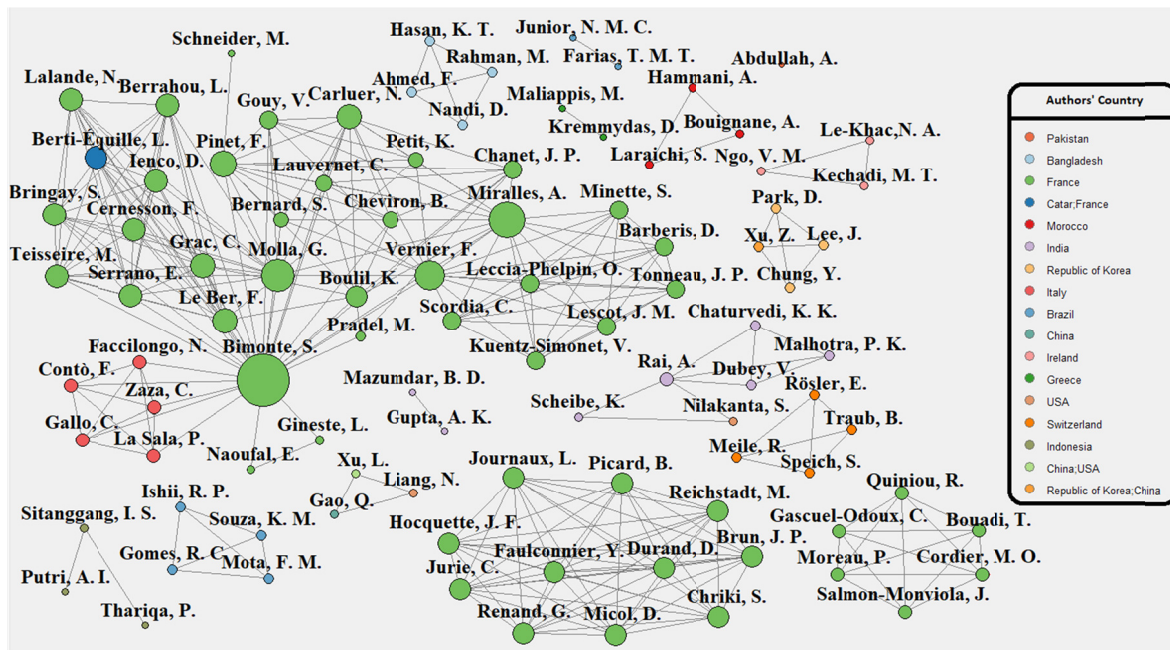 Schneider, M.
Hasan, K. T.
Junior, N. M. C.
Rahman, M.
Farias, T. M. T.
Abdullah, A.
Lalande, N.
Berrahou, L.
Ahmed, F.
Hammani, A.
Gouy, V.
Carluer, N.
Nandi, D.
Maliappis, M.
Berti-Équille, L.
Pinet, F.
Petit, K.
Kremmydas, D.
Bouignane, A.
Le-Khac,N. A.
Ienco, D.
Lauvernet, C.
Chanet, J. P.
Laraichi, S.
Ngo, V. M.
Kechadi, M. T.
Bringay, S.
Cernesson, F.
Bernard, S.
Cheviron, B.
Miralles, A.
Minette, S.
Park, D.
Teisseire, M.
Grac, C.
Molla, G.
Vernier, F.
Barberis, D.
Xu, Z.
Lee, J.
Serrano, E.
Boulil, K.
Leccia-Phelpin, O.
Tonneau, J. P.
Chung, Y.
Le Ber, F.
Pradel, M.
Scordia, C.
Lescot, J. M.
Chaturvedi, K. K.
Faccilongo, N.
Bimonte, S.
Kuentz-Simonet, V.
Malhotra, P. K.
Contò, F.
Zaza, C.
Mazumdar, B. D.
Rai, A.
Dubey, V.
Rösler, E.
Gallo, C.
Gupta, A. K.
Scheibe, K.
Nilakanta, S.
Traub, B.
La Sala, P.
Gineste, L.
Meile, R.
Naoufal, E.
Xu, L.
Journaux, L.
Picard, B.
Speich, S.
Ishii, R. P.
Gao, Q.
Liang, N.
Reichstadt, M.
Quiniou, R.
Sitanggang, I. S.
Souza, K. M.
Hocquette, J. F.
Gascuel-Odoux, C.
Bouadi, T.
Gomes, R. C.
Mota, F. M.
Faulconnier, Y.
Durand, D.
Brun, J. P.
Moreau, P.
Cordier, M. O.
Putri, A. I.
Jurie, C.
Chriki, S.
Salmon-Monviola, J.
Thariqa, P.
Renand, G.
Micol, D.
Authors' Country
Pakistan
Bangladesh
France
Catar;France
Morocco
India
Republic of Korea
Italy
Brazil
China
Ireland
Greece
USA
Switzerland
Indonesia
China;USA
Republic of Korea;China